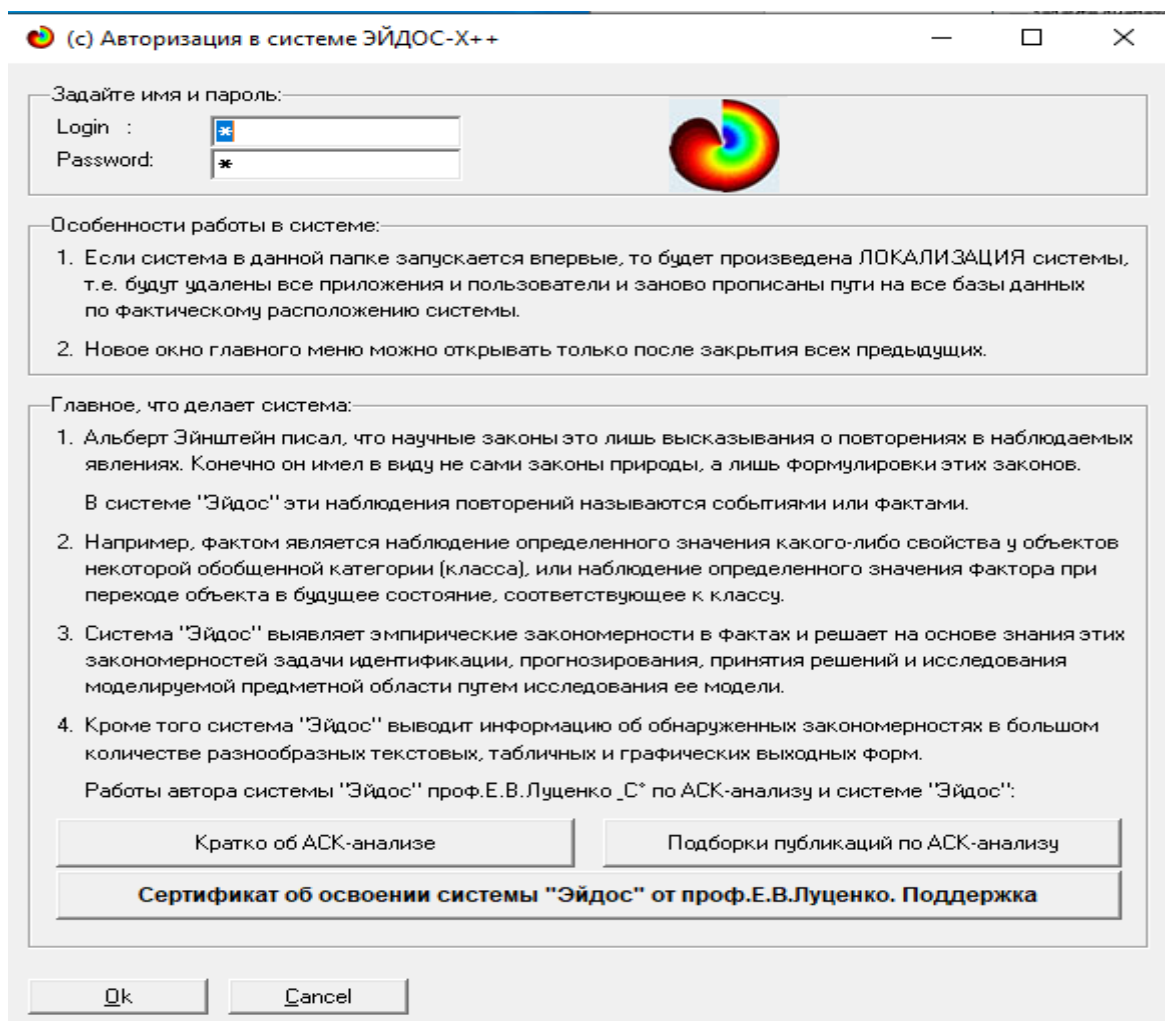 (c) Авторизация в системе ЭЙДОС-X++
Задайте имя и пароль:
Login :
*
Password:
*
Особенности работы в системе:
1. Если система в данной папке запускается впервые, то будет произведена ЛОКАЛИЗАЦИЯ системы,
т.е. будут удалены все приложения и пользователи и заново прописаны пути на все базы данных
по фактическому расположению системы.
2. Новое окно главного меню можно открывать только после закрытия всех предыдущих.
Главное, что делает система:
1. Альберт Эйнштейн писал, что научные законы это лишь высказывания о повторениях в наблюдаемых
явлениях. Конечно он имел в виду не сами законы природы, а лишь формулировки этих законов.
В системе "Эйдос" эти наблюдения повторений называются событиями или фактами.
2. Например, фактом является наблюдение определенного значения какого-либо свойства у объектов
некоторой обобщенной категории (класса), или наблюдение определенного значения фактора при
переходе объекта в будущее состояние, соответствующее к классу.
3. Система "Эйдос" выявляет эмпирические закономерности в фактах и решает на основе знания этих
закономерностей задачи идентификации, прогнозирования, принятия решений и исследования
моделируемой предметной области путем исследования ее модели.
4. Кроме того система "Эйдос" выводит информацию об обнаруженных закономерностях в большом
количестве разнообразных текстовых, табличных и графических выходных форм.
Работы автора системы "Эйдос" проф.Е.В.Луценко _С° по АСК-анализу и системе "Эйдос":
Кратко об АСК-анализе
Подборки публикаций по АСК-анализу
Сертификат об освоении системы "Эйдос" от проф.Е.В.Луценко. Поддержка
Ok
Cancel